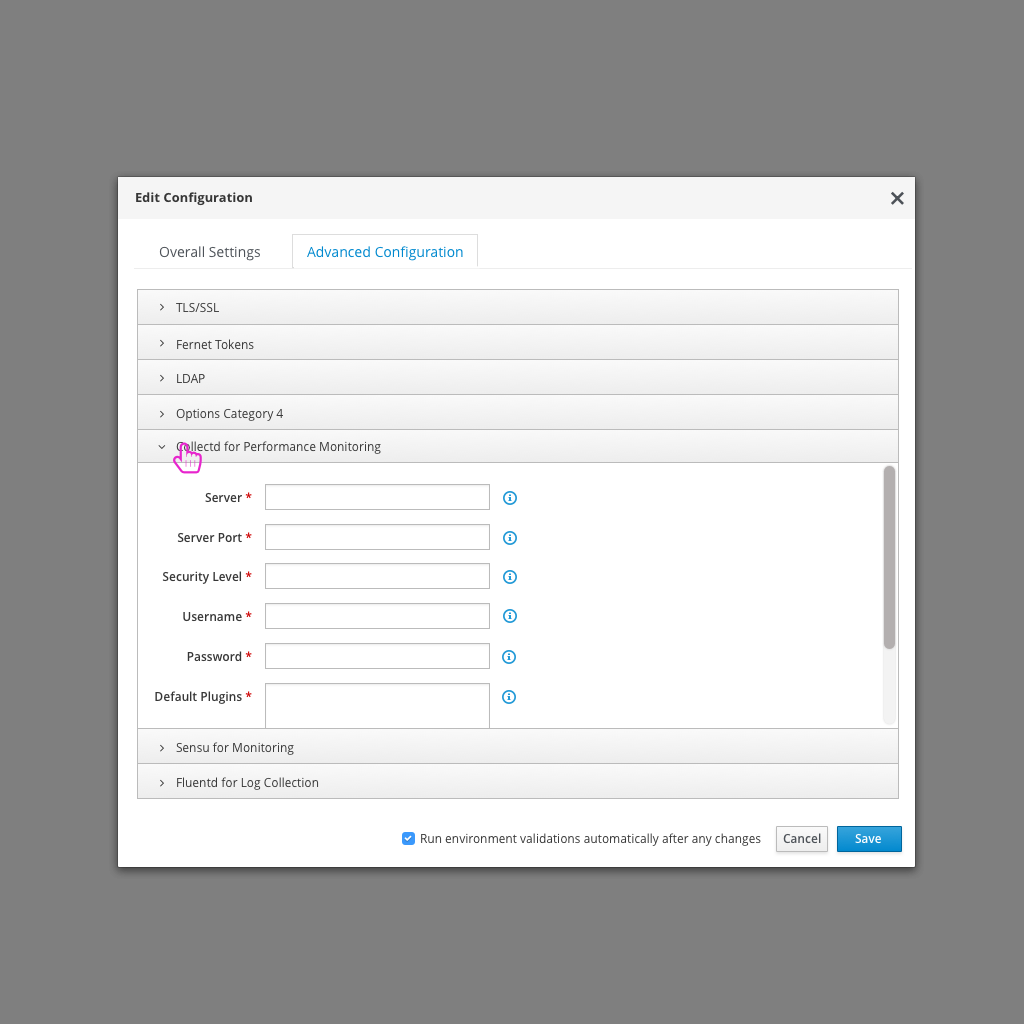 Edit Configuration
Overall Settings
Advanced Configuration
TLS/SSL
Fernet Tokens
LDAP
Options Category 4
Collectd for Performance Monitoring
Server *
Server Port *
Security Level *
Username *
Password *
Default Plugins *
Sensu for Monitoring
Fluentd for Log Collection
Run environment validations automatically after any changes
Cancel
Save